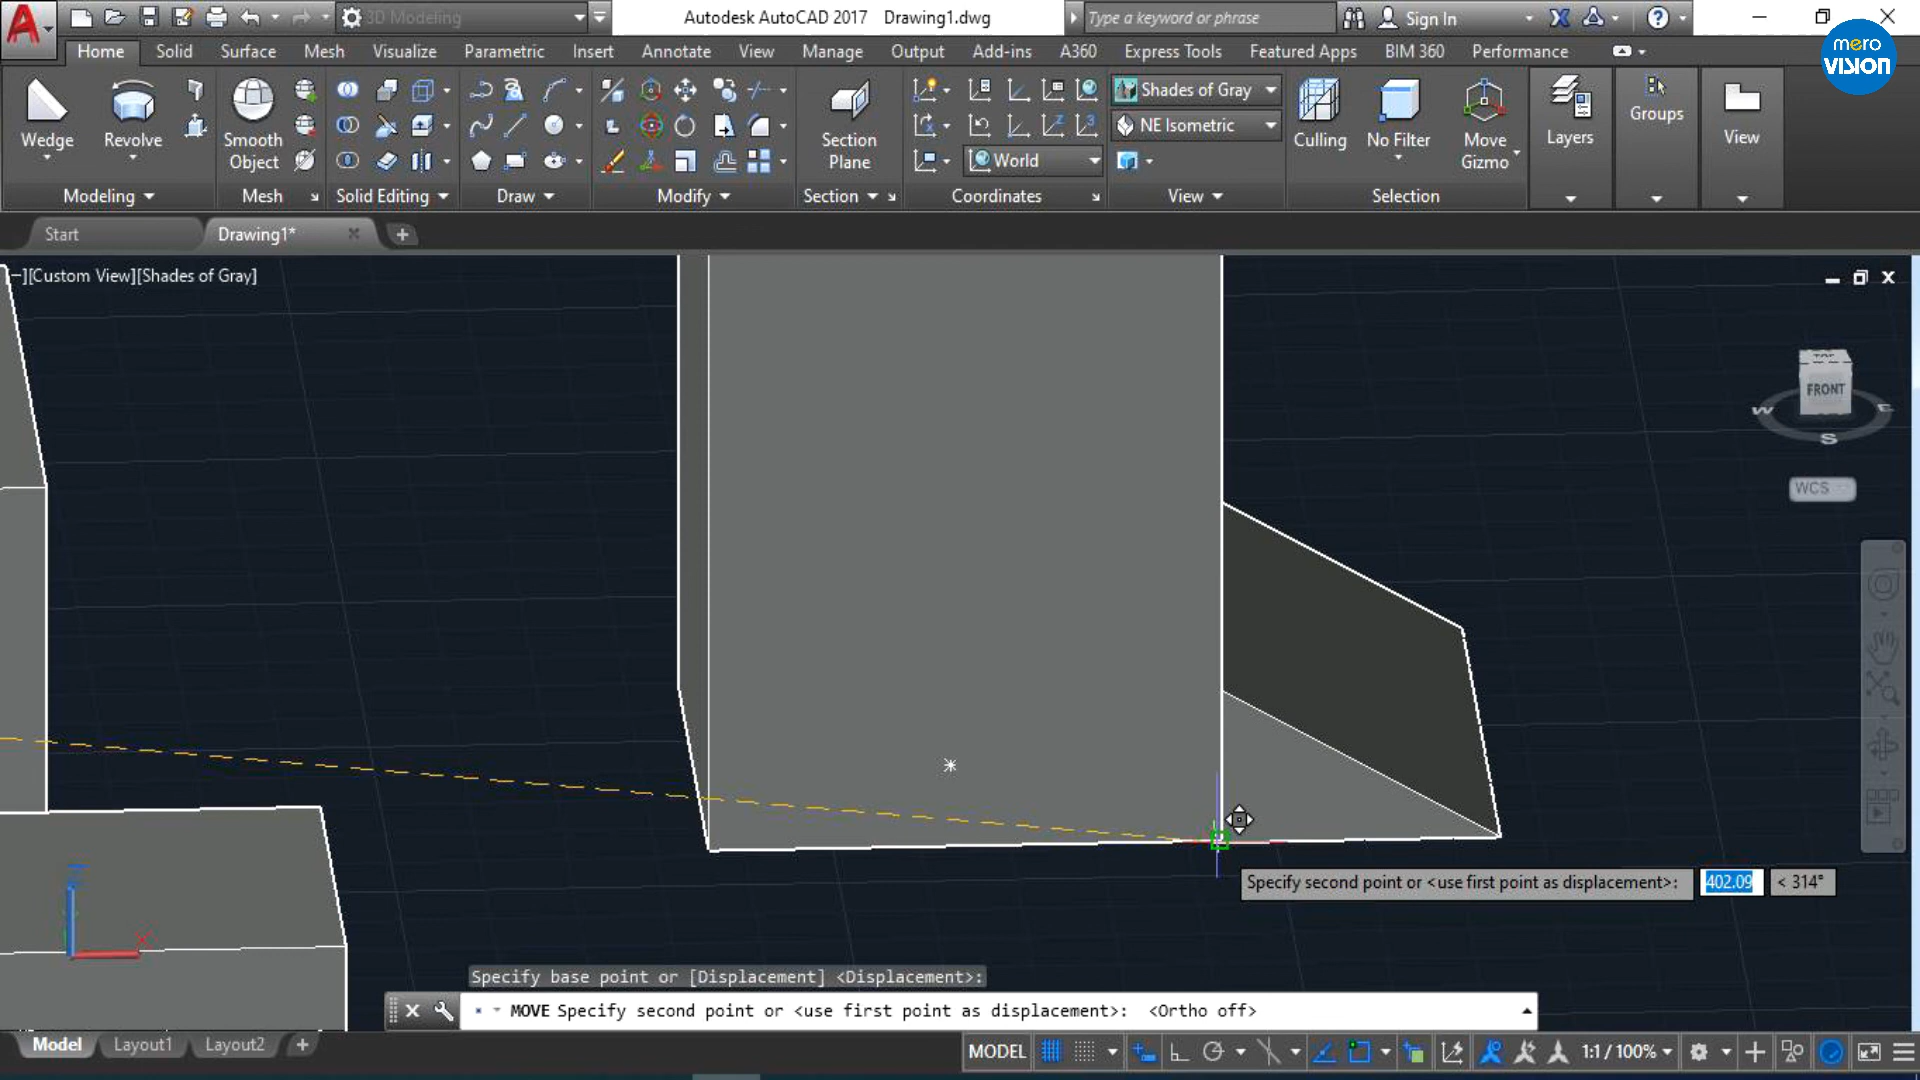 3D Modeling
Autodesk AutoCAD 2017 Drawing1.dwg
Type a keyword or phrase
Sign In
mero
VISION
Home Solid Surface Mesh Visualize Parametric Insert Annotate View Manage Output Add-ins A360 Express Tools Featured Apps BIM 360 Performance
Wedge
Revolve
Smooth
Object
Section
Plane
World
Shades of Gray
NE Isometric
Culling
No Filter
Move
Gizmo
Layers
Groups
View
Modeling
Mesh
Solid Editing
Draw
Modify
Section
Coordinates
View
Selection
Start
Drawing1*
−][Custom View][Shades of Gray]
TOP
FRONT
W
E
S
WCS
Specify second point or <use first point as displacement>: 402.09 < 314°
Z
X
Specify base point or [Displacement] <Displacement>:
MOVE Specify second point or <use first point as displacement>: <Ortho off>
Model Layout1 Layout2
MODEL
1:1 / 100%